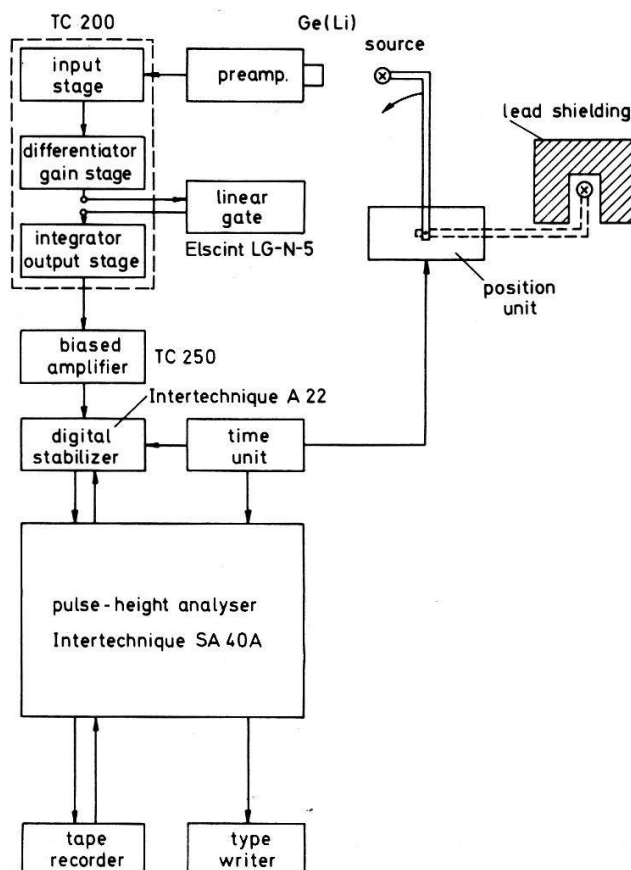 TC 200
Ge(Li)
input
stage
preamp.
source
lead shielding
differentiator
gain stage
linear
gate
Elscint LG-N-5
integrator
output stage
position
unit
biased
amplifier
TC 250
Intertechnique A 22
digital
stabilizer
time
unit
pulse-height analyser
Intertechnique SA 40A
tape
recorder
type
writer